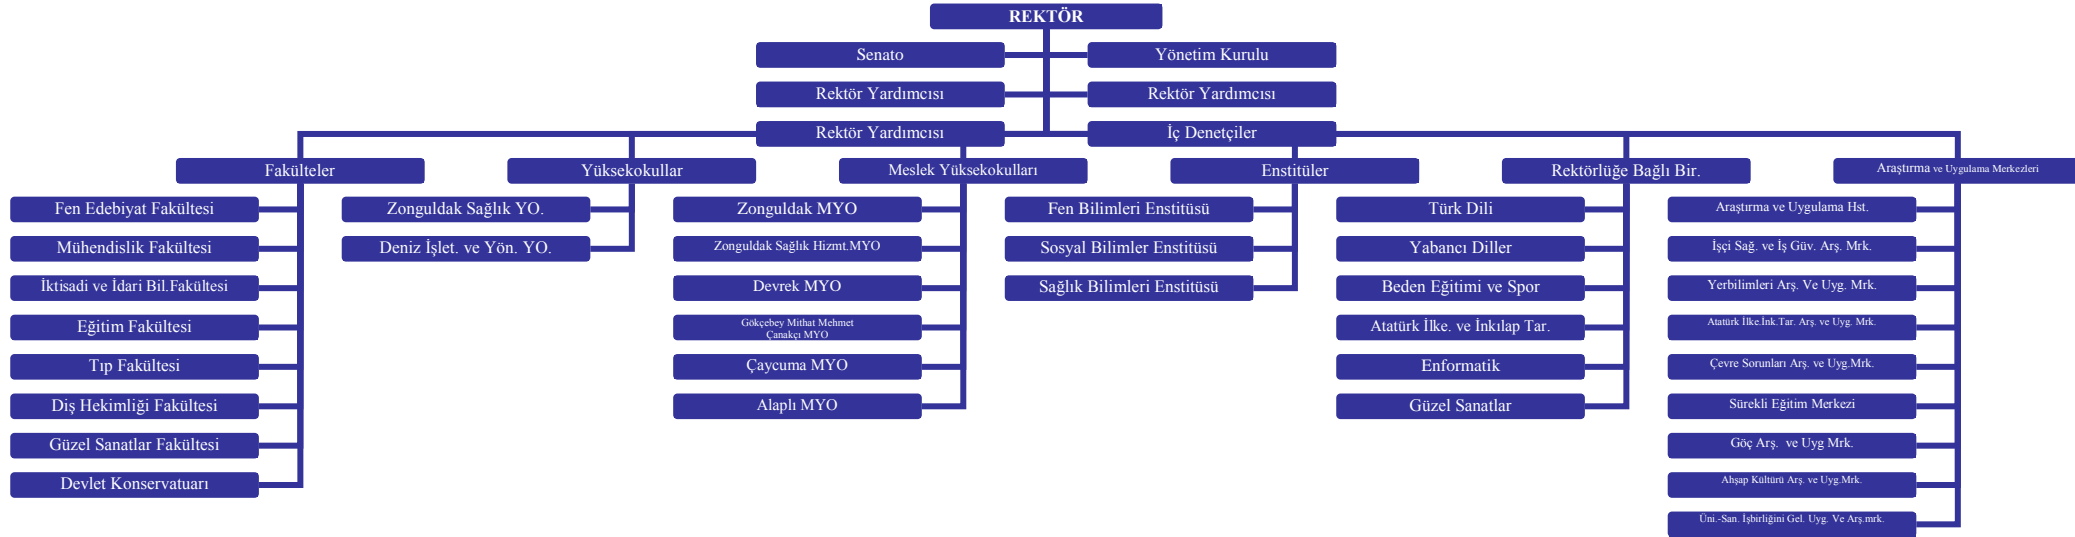 REKTÖR
Senato
Yönetim Kurulu
Rektör Yardımcısı
Rektör Yardımcısı
Rektör Yardımcısı
İç Denetçiler
Fakülteler
Yüksekokullar
Meslek Yüksekokulları
Enstitüler
Rektörlüğe Bağlı Bir.
Araştırma ve Uygulama Merkezleri
Fen Edebiyat Fakültesi
Mühendislik Fakültesi
İktisadi ve İdari Bil.Fakültesi
Eğitim Fakültesi
Tıp Fakültesi
Diş Hekimliği Fakültesi
Güzel Sanatlar Fakültesi
Devlet Konservatuarı
Zonguldak Sağlık YO.
Deniz İşlet. ve Yön. YO.
Zonguldak MYO
Zonguldak Sağlık Hizmt.MYO
Devrek MYO
Gökçebey Mithat Mehmet
Çanakçı MYO
Çaycuma MYO
Alaplı MYO
Fen Bilimleri Enstitüsü
Sosyal Bilimler Enstitüsü
Sağlık Bilimleri Enstitüsü
Türk Dili
Yabancı Diller
Beden Eğitimi ve Spor
Atatürk İlke. ve İnkılap Tar.
Enformatik
Güzel Sanatlar
Araştırma ve Uygulama Hst.
İşçi Sağ. ve İş Güv. Arş. Mrk.
Yerbilimleri Arş. Ve Uyg. Mrk.
Atatürk İlke.İnk.Tar. Arş. ve Uyg. Mrk.
Çevre Sorunları Arş. ve Uyg.Mrk.
Sürekli Eğitim Merkezi
Göç Arş. ve Uyg Mrk.
Ahşap Kültürü Arş. ve Uyg.Mrk.
Üni.-San. İşbirliğini Gel. Uyg. Ve Arş.mrk.